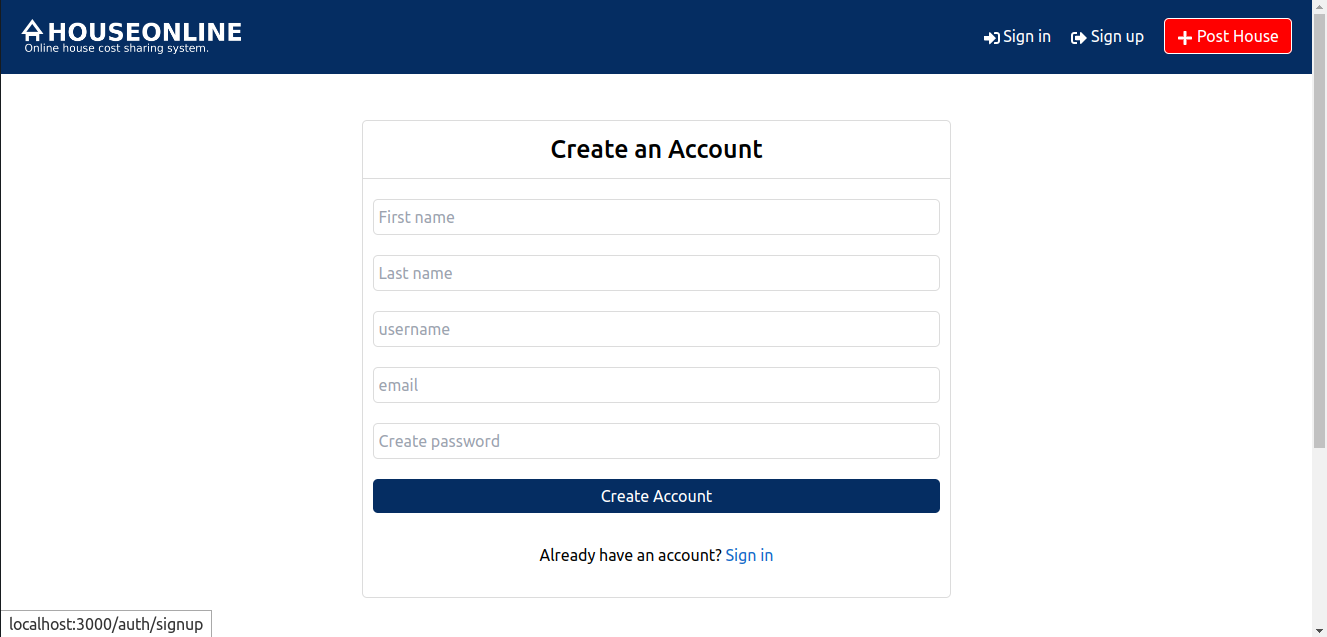 HOUSEONLINE
Online house cost sharing system.
Sign in
Sign up
Post House
Create an Account
First name
Last name
username
email
Create password
Create Account
Already have an account? Sign in
localhost:3000/auth/signup